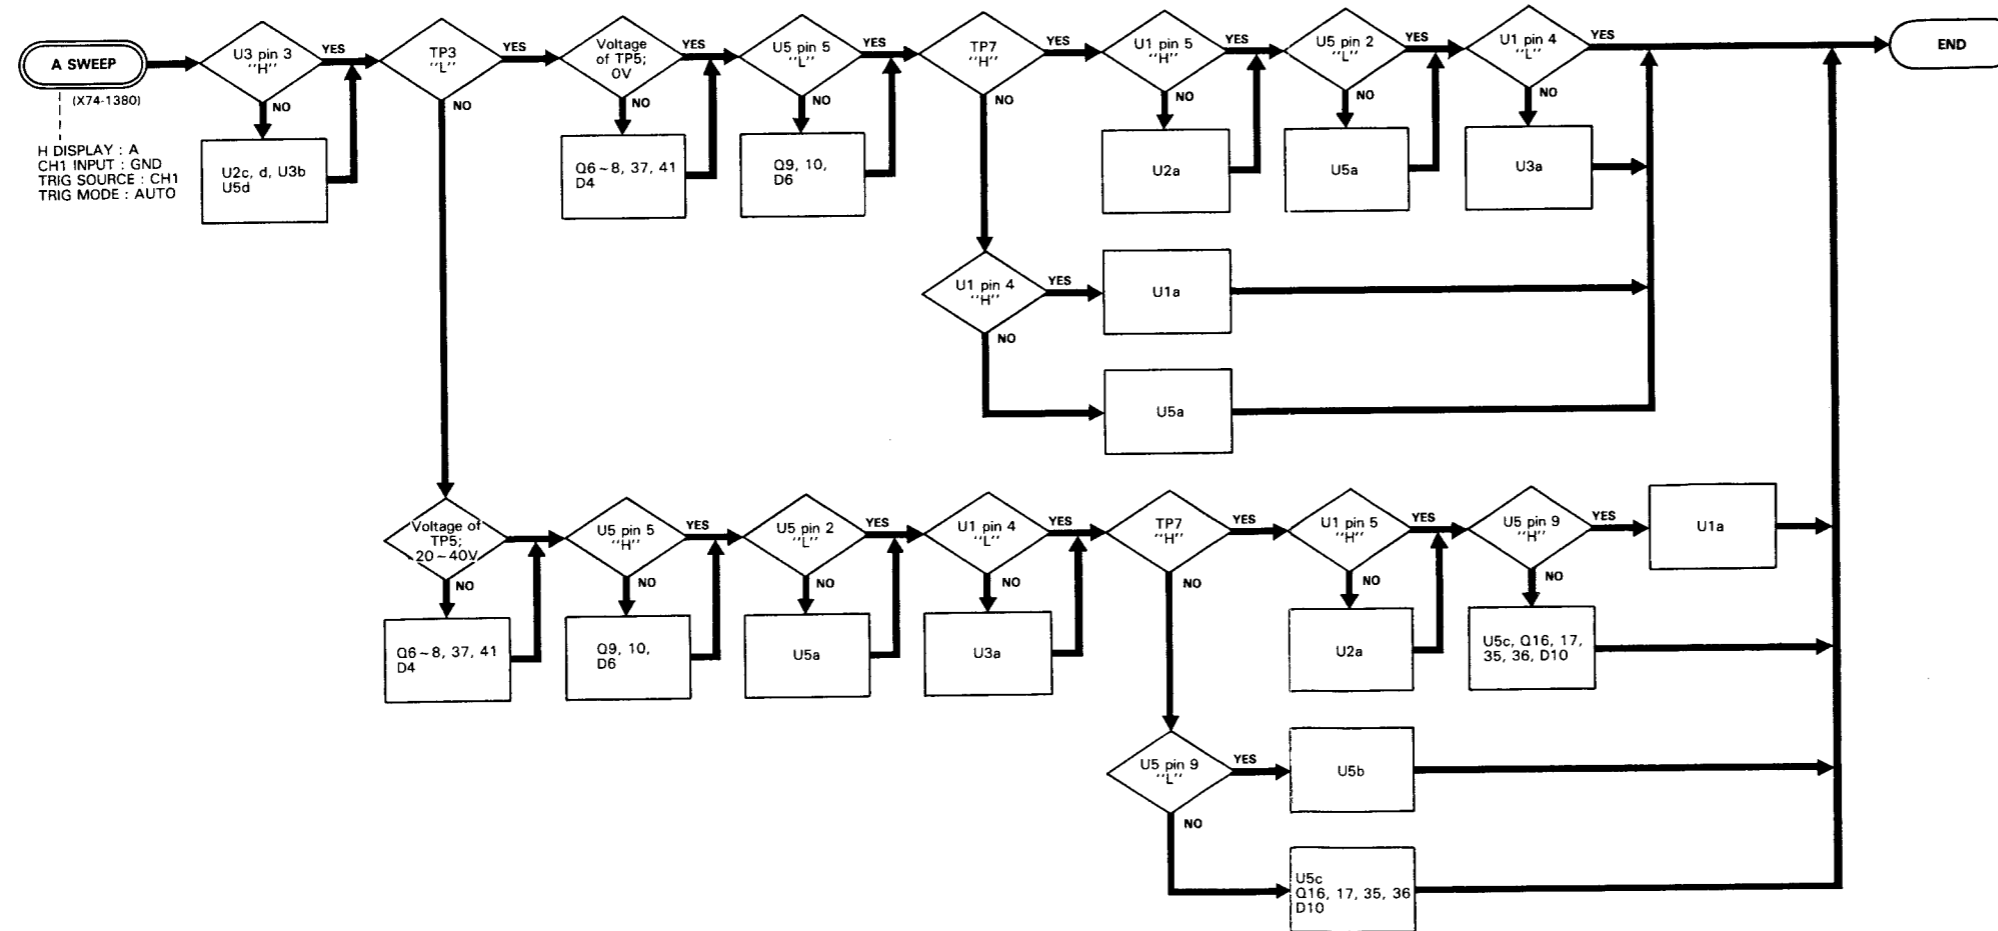 A SWEEP
(X74-1380)
H DISPLAY : A
CH1 INPUT : GND
TRIG SOURCE : CH1
TRIG MODE : AUTO
U3 pin 3
"H"
YES
NO
U2c, d, U3b
U5d
TP3
"L"
YES
NO
Voltage
of TP5;
0V
YES
NO
Q6~8, 37, 41
D4
U5 pin 5
"L"
YES
NO
Q9, 10,
D6
TP7
"H"
YES
NO
U1 pin 5
"H"
YES
NO
U2a
U5 pin 2
"L"
YES
NO
U5a
U1 pin 4
"L"
YES
NO
U3a
END
U1 pin 4
"H"
YES
NO
U1a
U5a
Voltage of
TP5;
20~40V
NO
Q6~8, 37, 41
D4
U5 pin 5
"H"
YES
NO
Q9, 10,
D6
U5 pin 2
"L"
YES
NO
U5a
U1 pin 4
"L"
YES
NO
U3a
TP7
"H"
YES
NO
U1 pin 5
"H"
YES
NO
U2a
U5 pin 9
"H"
YES
NO
U1a
U5c, Q16, 17,
35, 36, D10
U5 pin 9
"L"
YES
NO
U5b
U5c
Q16, 17, 35, 36
D10